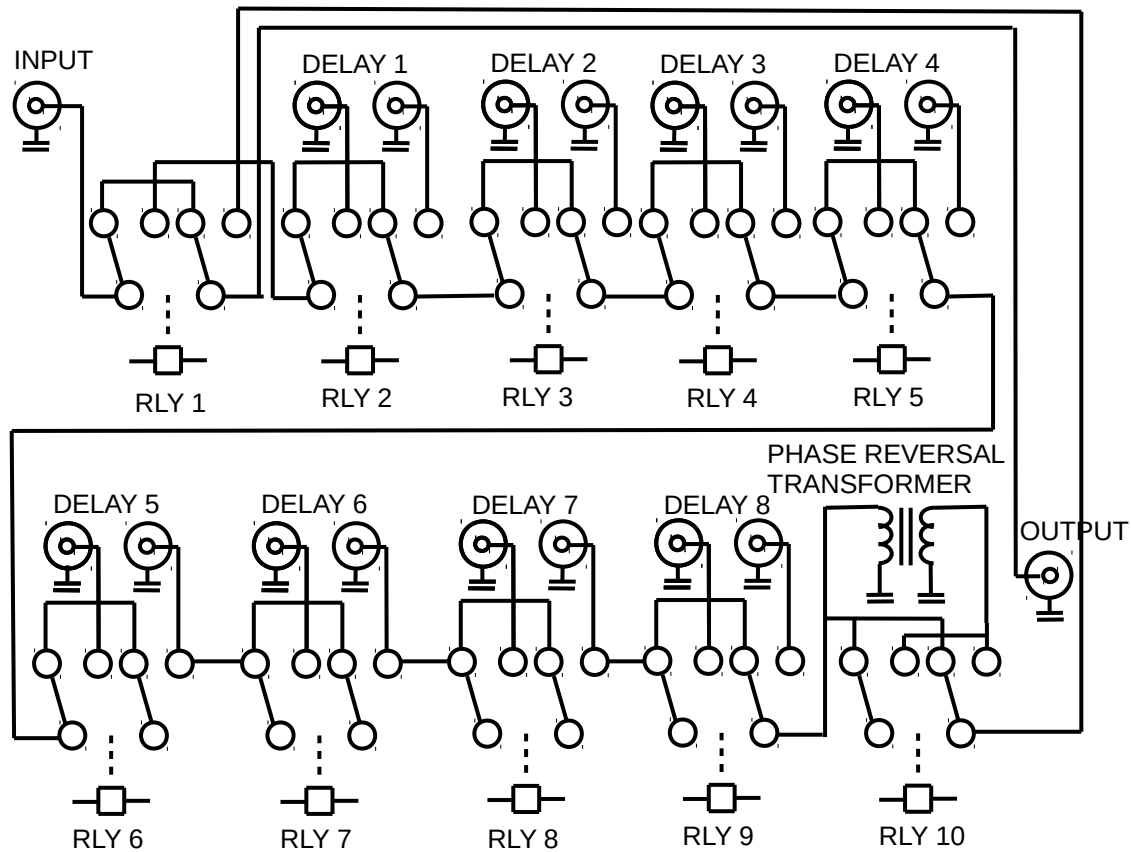 INPUT
DELAY 1
DELAY 2
DELAY 3
DELAY 4
RLY 1
RLY 2
RLY 3
RLY 4
RLY 5
PHASE REVERSAL
TRANSFORMER
DELAY 5
DELAY 6
DELAY 7
DELAY 8
OUTPUT
RLY 6
RLY 7
RLY 8
RLY 9
RLY 10